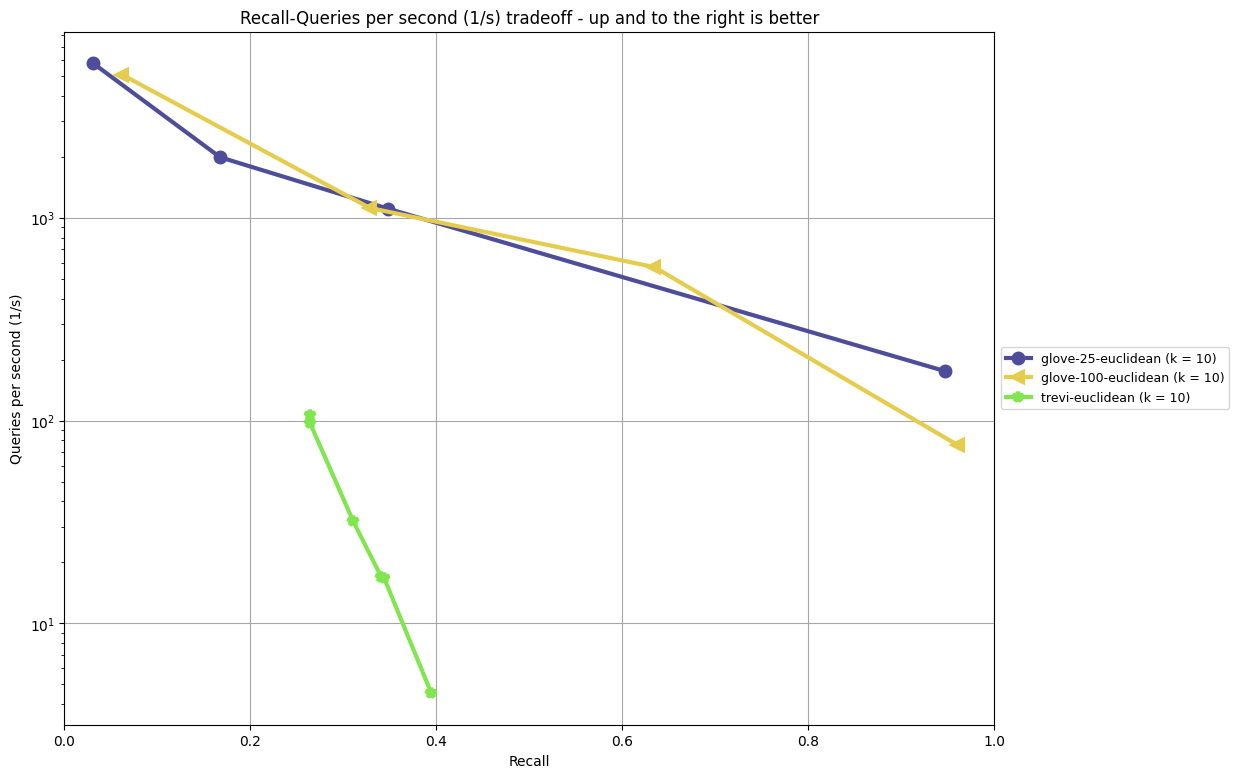 Recall-Queries per second (1/s) tradeoff - up and to the right is better
Queries per second (1/s)
10³
10²
10¹
0.0 0.2 0.4 0.6 0.8 1.0
Recall
glove-25-euclidean (k = 10)
glove-100-euclidean (k = 10)
trevi-euclidean (k = 10)